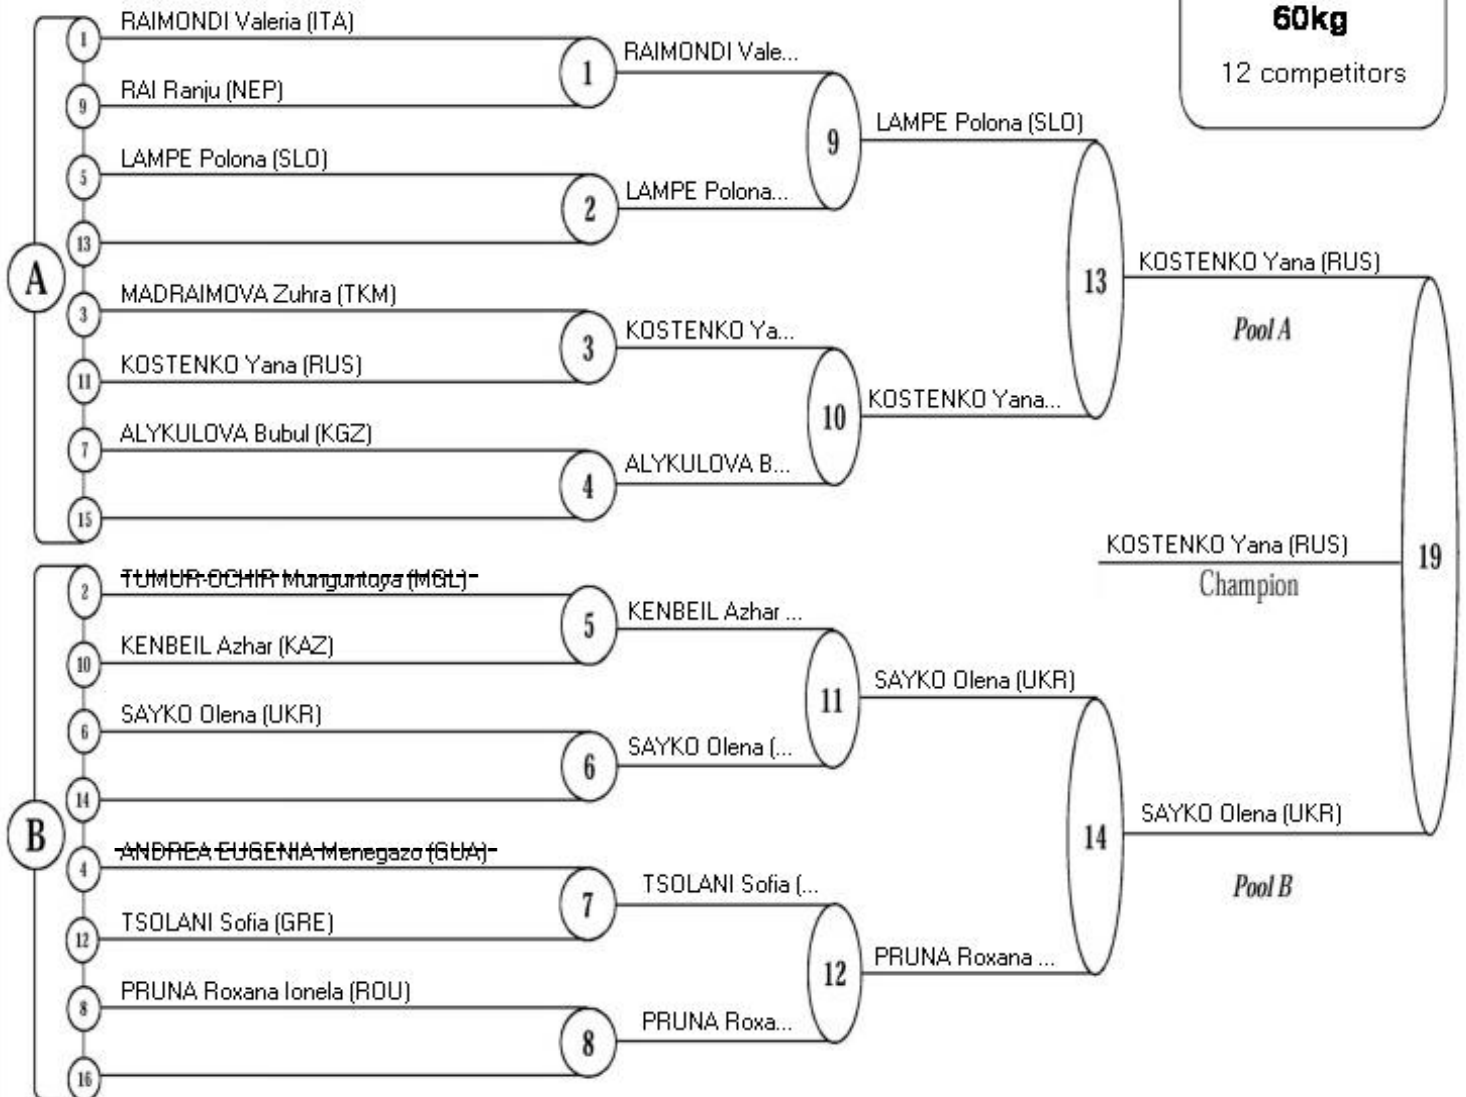 60kg
12 competitors
A
1
RAIMONDI Valeria (ITA)
9
RAI Ranju (NEP)
5
LAMPE Polona (SLO)
13
3
MADRAIMOVA Zuhra (TKM)
11
KOSTENKO Yana (RUS)
7
ALYKULOVA Bubul (KGZ)
15
B
2
TUMUR-OCHIR Munguntuya (MGL)
10
KENBEIL Azhar (KAZ)
6
SAYKO Olena (UKR)
14
4
ANDREA EUGENIA Menegazo (GUA)
12
TSOLANI Sofia (GRE)
8
PRUNA Roxana Ionela (ROU)
16
1
RAIMONDI Vale...
2
LAMPE Polona...
3
KOSTENKO Ya...
4
ALYKULOVA B...
5
KENBEIL Azhar ...
6
SAYKO Olena (...
7
TSOLANI Sofia (...
8
PRUNA Roxa...
9
LAMPE Polona (SLO)
10
KOSTENKO Yana...
11
SAYKO Olena (UKR)
12
PRUNA Roxana ...
13
KOSTENKO Yana (RUS)
Pool A
14
SAYKO Olena (UKR)
Pool B
19
KOSTENKO Yana (RUS)
Champion